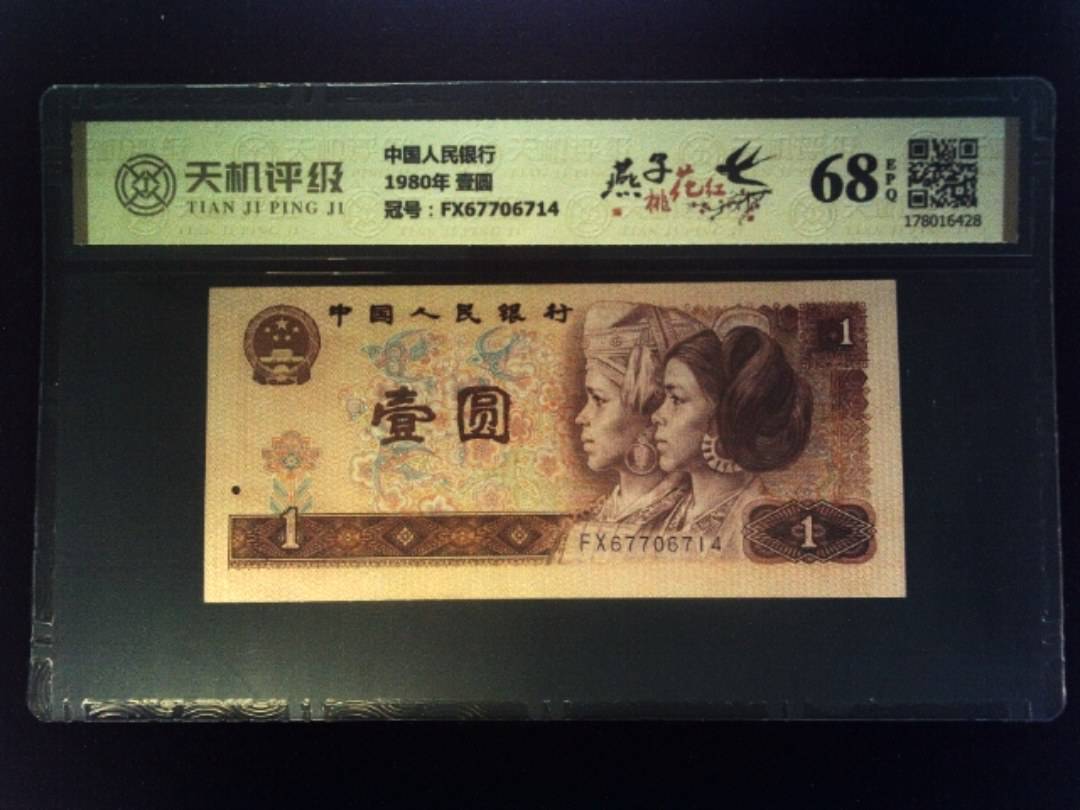 天机评级
TIAN JI PING JI
中国人民银行
1980年 壹圆
冠号：FX67706714
燕子
桃花红
68
EPQ
178016428
中国人民银行
1
壹圆
1
FX67706714
1